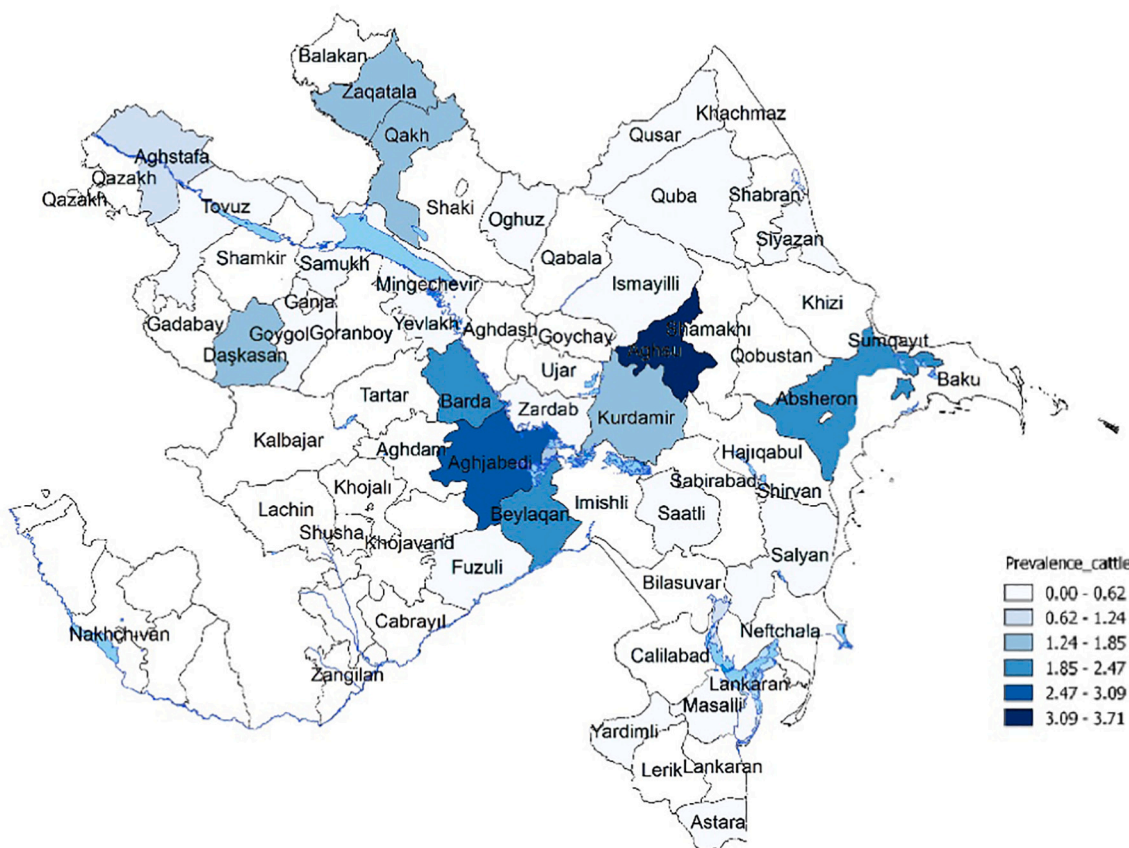 Balakan
Zaqatala
Khachmaz
Qusar
Qakh
Aghstafa
Qazakh
Qazakh
Quba
Shabran
Tovuz
Shaki
Oghuz
Siyazan
Shamkir
Samukh
Qabala
Mingechevir
Ismayilli
Khizi
Ganja
Gadabay
Goygol
Goranboy
Yevlakh
Aghdash
Goychay
Shamakhı
Sumqayıt
Daşkasan
Aghsu
Qobustan
Ujar
Baku
Tartar
Barda
Zardab
Kurdamir
Absheron
Kalbajar
Aghdam
Aghjabedi
Hajıqabul
Khojalı
Sabirabad
Shirvan
Lachin
Beylaqan
Imishli
Saatli
Shusha
Khojavand
Salyan
Fuzuli
Bilasuvar
Cabrayıl
Neftchala
Nakhchıvan
Zangilan
Calilabad
Lankaran
Masalli
Yardimli
Lerik
Lankaran
Astara
Prevalence_cattle
0.00 - 0.62
0.62 - 1.24
1.24 - 1.85
1.85 - 2.47
2.47 - 3.09
3.09 - 3.71